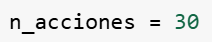 n_acciones = 30